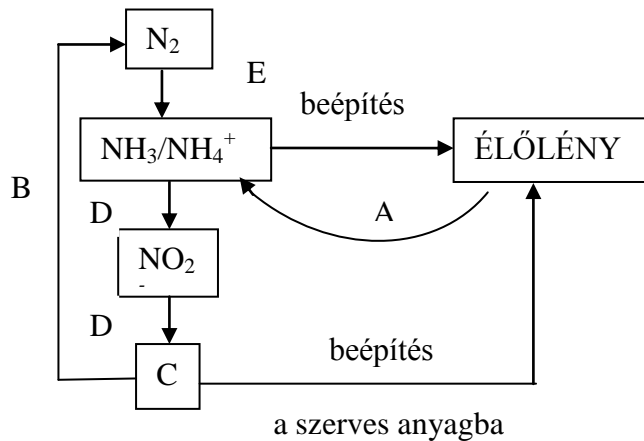 N₂
E
beépítés
NH₃/NH₄⁺
ÉLŐLÉNY
B
A
D
NO₂
-
D
beépítés
C
a szerves anyagba